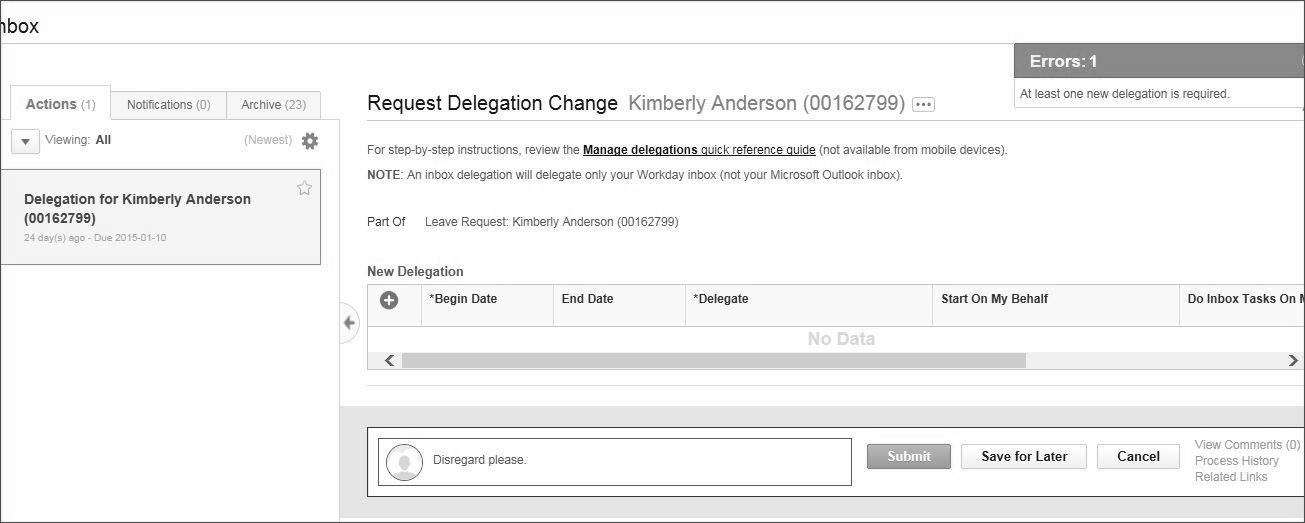 nbox
Errors: 1
At least one new delegation is required.
Actions (1)
Notifications (0)
Archive (23)
Viewing: All
(Newest)
Delegation for Kimberly Anderson
(00162799)
24 day(s) ago - Due 2015-01-10
Request Delegation Change Kimberly Anderson (00162799)
For step-by-step instructions, review the Manage delegations quick reference guide (not available from mobile devices).
NOTE: An inbox delegation will delegate only your Workday inbox (not your Microsoft Outlook inbox).
Part Of Leave Request: Kimberly Anderson (00162799)
New Delegation
*Begin Date End Date *Delegate Start On My Behalf Do Inbox Tasks On M
No Data
Disregard please.
Submit
Save for Later
Cancel
View Comments (0)
Process History
Related Links